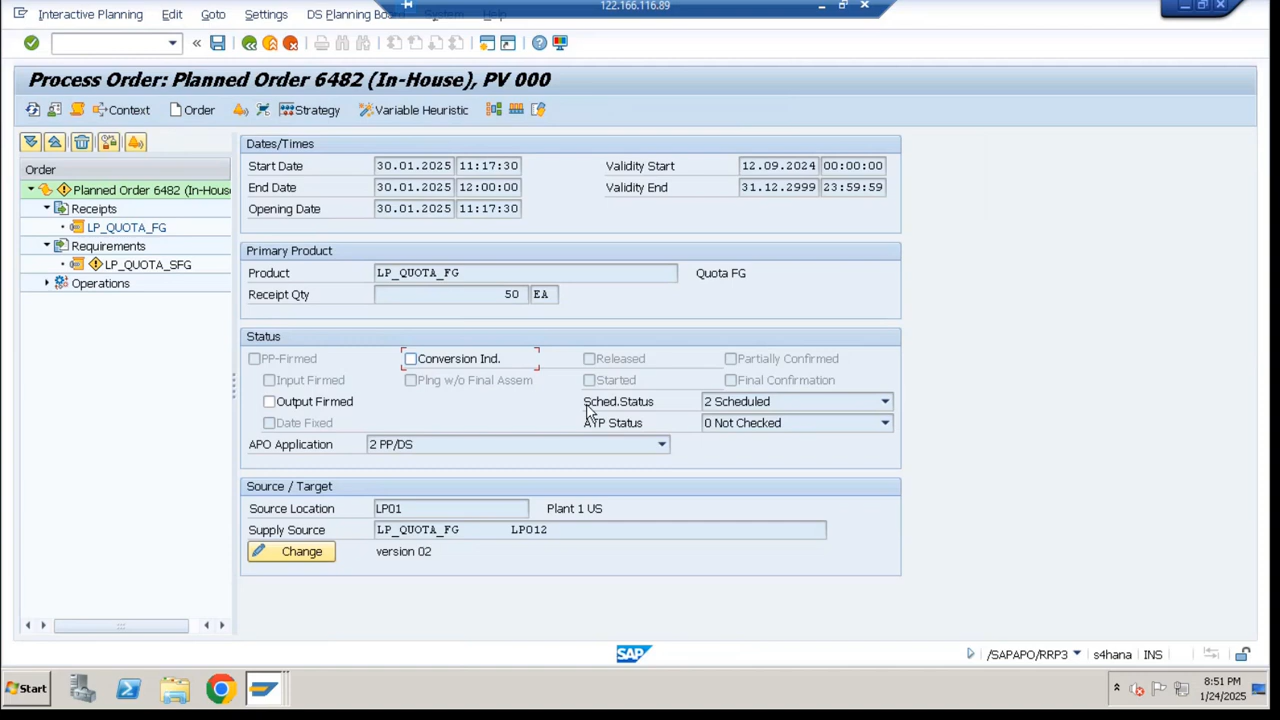 122.166.116.89
Interactive Planning Edit Goto Settings DS Planning Board System
Process Order: Planned Order 6482 (In-House), PV 000
Context Order Strategy Variable Heuristic
Order
Planned Order 6482 (In-House
Receipts
LP_QUOTA_FG
Requirements
LP_QUOTA_SFG
Operations
Dates/Times
Start Date 30.01.2025 11:17:30 Validity Start 12.09.2024 00:00:00
End Date 30.01.2025 12:00:00 Validity End 31.12.2999 23:59:59
Opening Date 30.01.2025 11:17:30
Primary Product
Product LP_QUOTA_FG Quota FG
Receipt Qty 50 EA
Status
PP-Firmed Conversion Ind. Released Partially Confirmed
Input Firmed Plng w/o Final Assem Started Final Confirmation
Output Firmed Sched.Status 2 Scheduled
Date Fixed ATP Status 0 Not Checked
APO Application 2 PP/DS
Source / Target
Source Location LP01 Plant 1 US
Supply Source LP_QUOTA_FG LP012
Change version 02
SAP /SAPAPO/RRP3 s4hana INS
Start 8:51 PM
1/24/2025